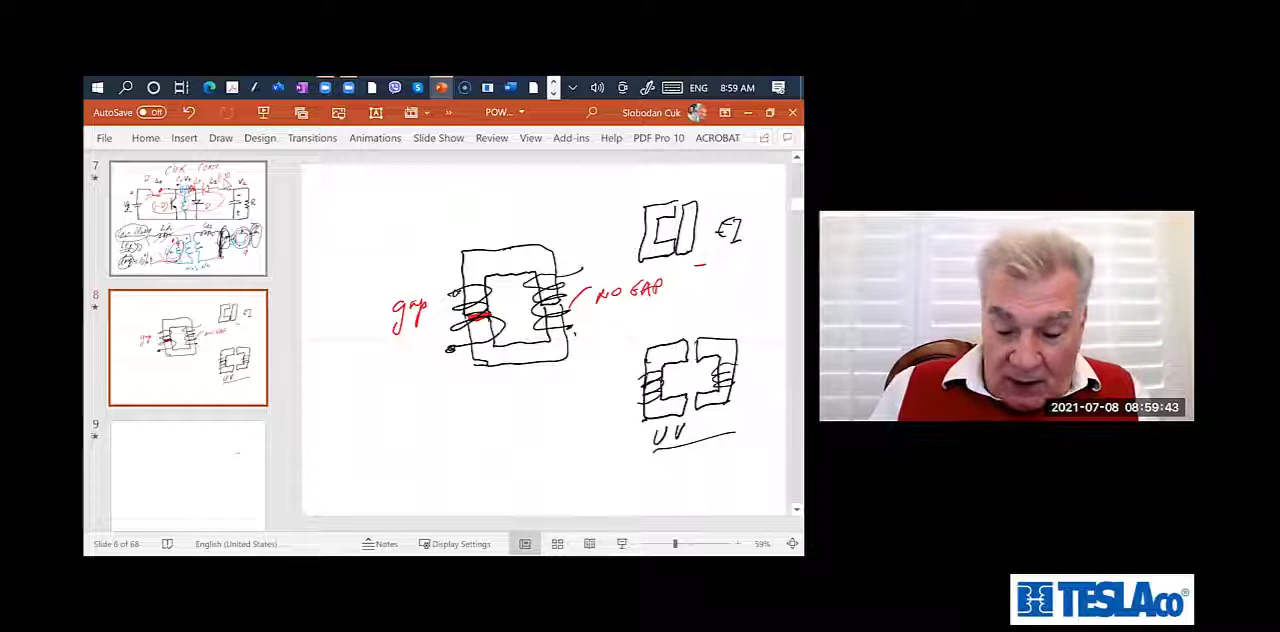 ENG 8:59 AM
AutoSave Off POW... Slobodan Cuk
File Home Insert Draw Design Transitions Animations Slide Show Review View Add-ins Help PDF Pro 10 ACROBAT
7
8
9
EI
gap
NO GAP
UU
2021-07-08 08:59:43
Slide 8 of 68 English (United States) Notes Display Settings 59%
TESLAco®